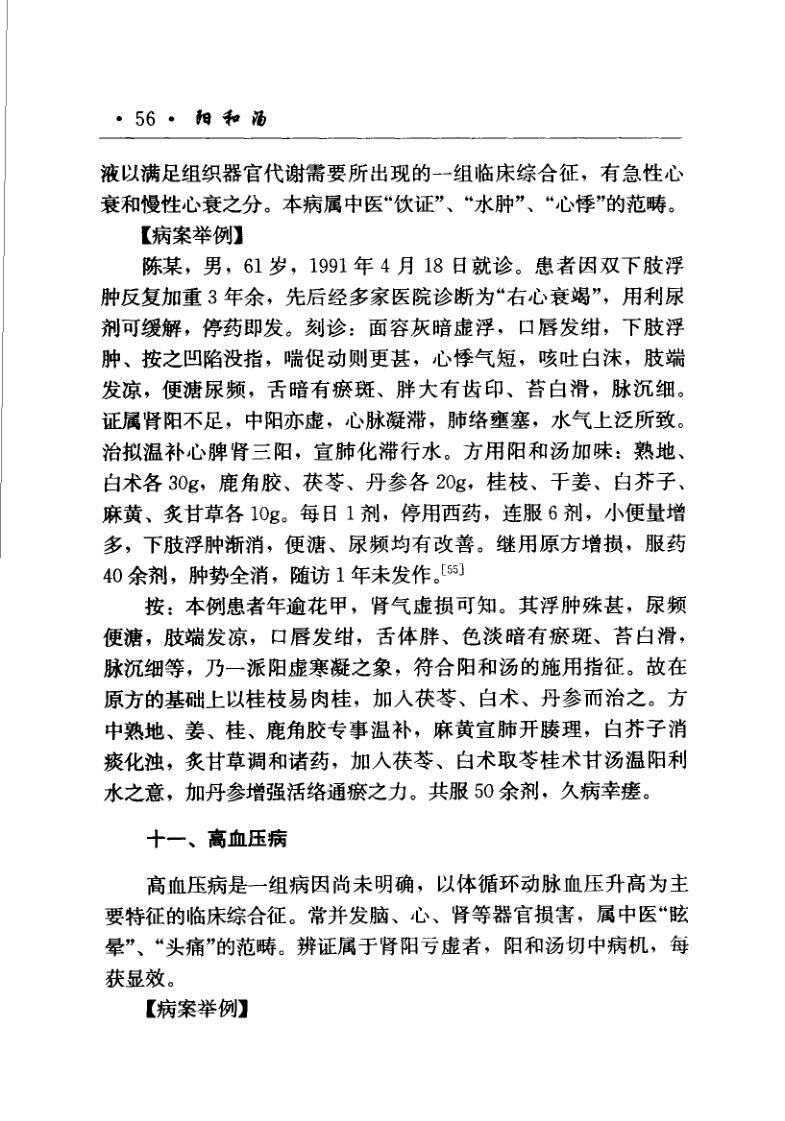 ·56· 阳和汤
液以满足组织器官代谢需要所出现的一组临床综合征，有急性心
衰和慢性心衰之分。本病属中医“饮证”、“水肿”、“心悸”的范畴。
【病案举例】
陈某，男，61岁，1991年4月18日就诊。患者因双下肢浮
肿反复加重3年余，先后经多家医院诊断为“右心衰竭”，用利尿
剂可缓解，停药即发。刻诊：面容灰暗虚浮，口唇发绀，下肢浮
肿、按之凹陷没指，喘促动则更甚，心悸气短，咳吐白沫，肢端
发凉，便溏尿频，舌暗有瘀斑、胖大有齿印、苔白滑，脉沉细。
证属肾阳不足，中阳亦虚，心脉凝滞，肺络壅塞，水气上泛所致。
治拟温补心脾肾三阳，宣肺化滞行水。方用阳和汤加味：熟地、
白术各30g，鹿角胶、茯苓、丹参各20g，桂枝、干姜、白芥子、
麻黄、炙甘草各10g。每日1剂，停用西药，连服6剂，小便量增
多，下肢浮肿渐消，便溏、尿频均有改善。继用原方增损，服药
40余剂，肿势全消，随访1年未发作。［55］
按：本例患者年逾花甲，肾气虚损可知。其浮肿殊甚，尿频
便溏，肢端发凉，口唇发绀，舌体胖、色淡暗有瘀斑、苔白滑，
脉沉细等，乃一派阳虚寒凝之象，符合阳和汤的施用指征。故在
原方的基础上以桂枝易肉桂，加入茯苓、白术、丹参而治之。方
中熟地、姜、桂、鹿角胶专事温补，麻黄宣肺开腠理，白芥子消
痰化浊，炙甘草调和诸药，加入茯苓、白术取苓桂术甘汤温阳利
水之意，加丹参增强活络通瘀之力。共服50余剂，久病幸瘥。
十一、高血压病
高血压病是一组病因尚未明确，以体循环动脉血压升高为主
要特征的临床综合征。常并发脑、心、肾等器官损害，属中医“眩
晕”、“头痛”的范畴。辨证属于肾阳亏虚者，阳和汤切中病机，每
获显效。
【病案举例】